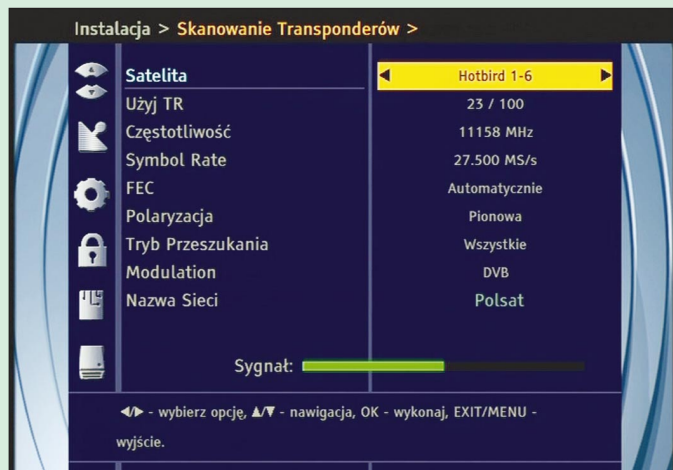 Instalacja > Skanowanie Transponderów >
Satelita Hotbird 1-6
Użyj TR 23 / 100
Częstotliwość 11158 MHz
Symbol Rate 27.500 MS/s
FEC Automatycznie
Polaryzacja Pionowa
Tryb Przeszukania Wszystkie
Modulation DVB
Nazwa Sieci Polsat
Sygnał:
◀/▶ - wybierz opcję, ▲/▼ - nawigacja, OK - wykonaj, EXIT/MENU -
wyjście.